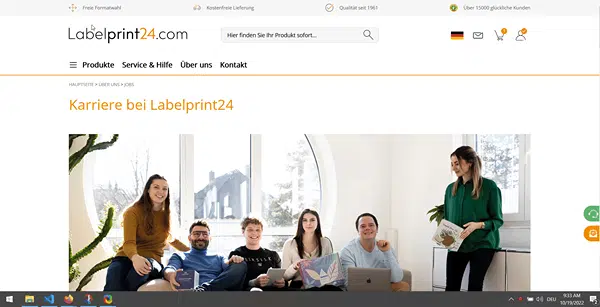 Freie Formatwahl
Kostenfreie Lieferung
Qualität seit 1961
Über 15000 glückliche Kunden
Labelprint24.com
Hier finden Sie Ihr Produkt sofort...
Produkte
Service & Hilfe
Über uns
Kontakt
HAUPTSEITE > ÜBER UNS > JOBS
Karriere bei Labelprint24
DEU
9:33 AM
10/19/2022